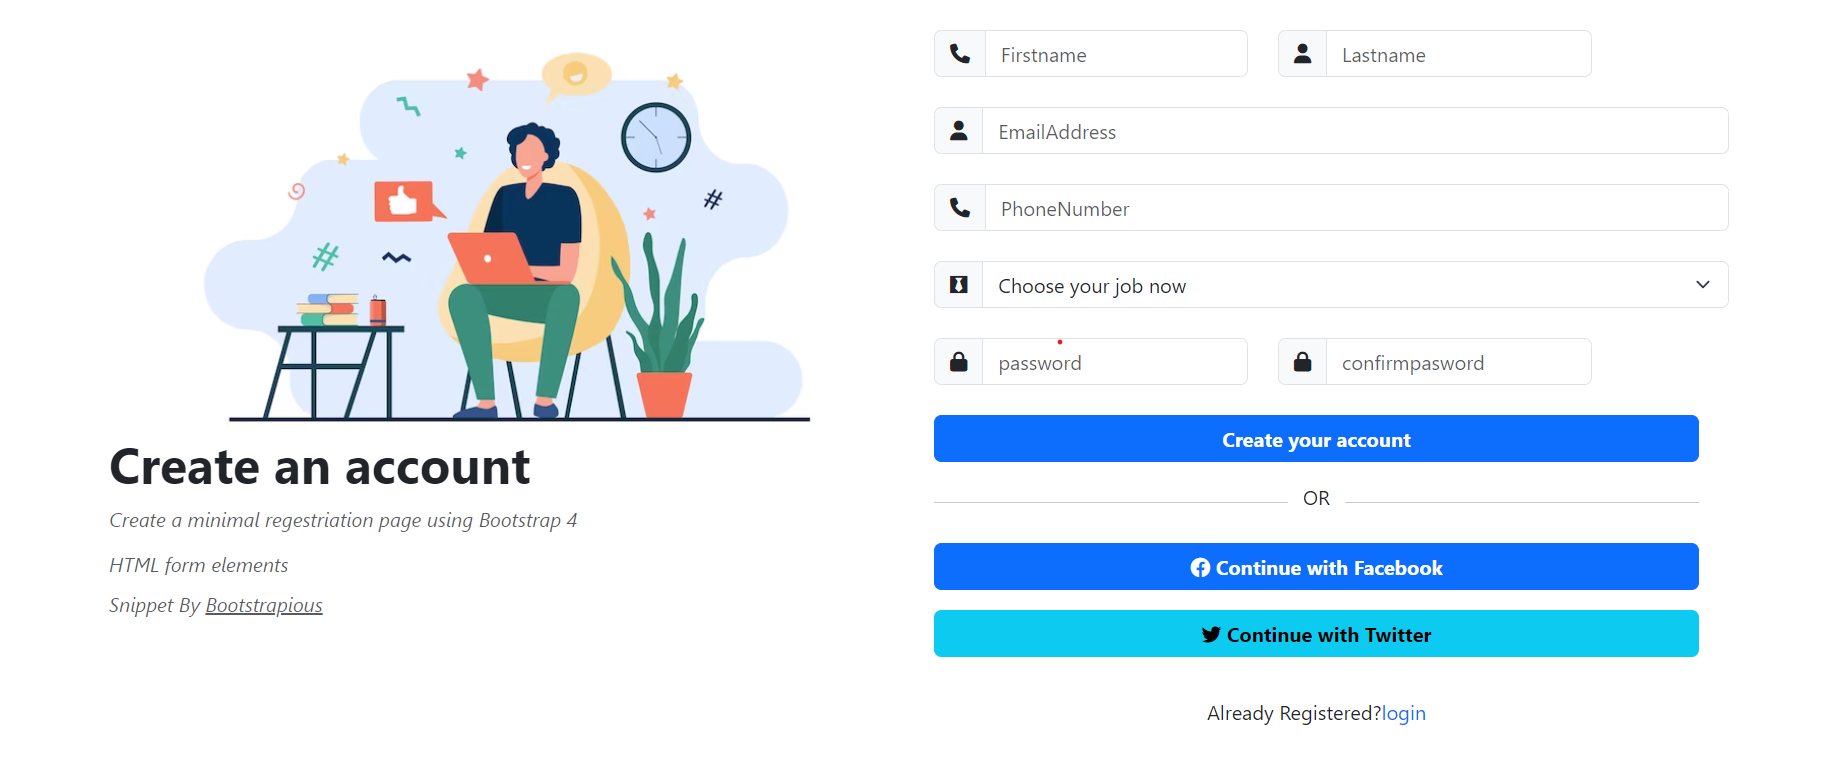 Create an account
Create a minimal regestriation page using Bootstrap 4
HTML form elements
Snippet By Bootstrapious
Firstname
Lastname
EmailAddress
PhoneNumber
Choose your job now
password
confirmpasword
Create your account
OR
Continue with Facebook
Continue with Twitter
Already Registered?login